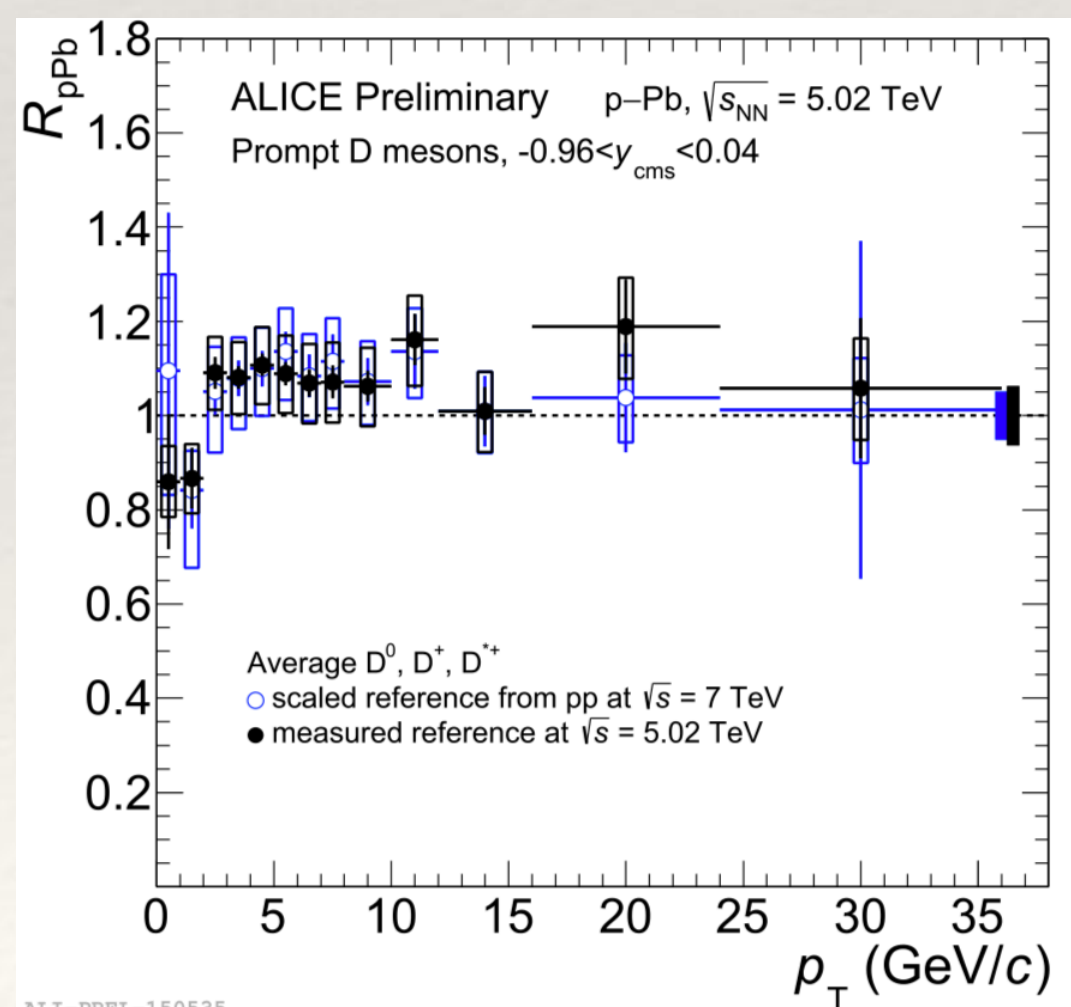 R_pPb
1.8
ALICE Preliminary p–Pb, √s_NN = 5.02 TeV
1.6
Prompt D mesons, -0.96<y_cms<0.04
1.4
1.2
1
0.8
0.6
Average D⁰, D⁺, D*⁺
0.4
scaled reference from pp at √s = 7 TeV
measured reference at √s = 5.02 TeV
0.2
0 5 10 15 20 25 30 35
p_T (GeV/c)